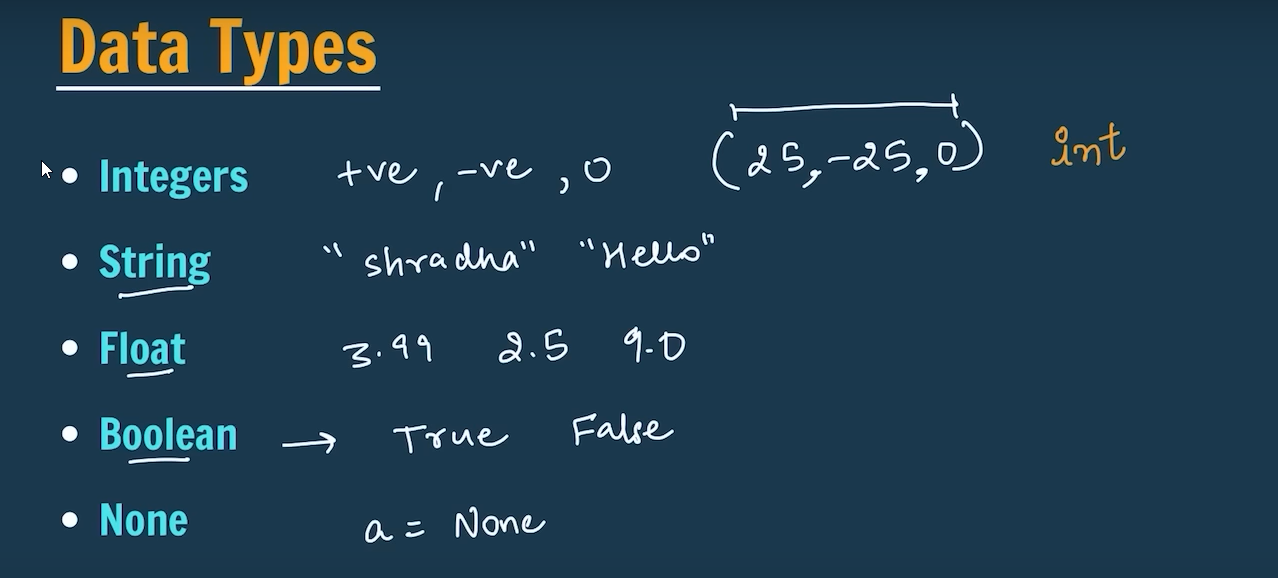 Data Types
• Integers +ve, -ve, 0 (25, -25, 0) int
• String "shradha" "Hello"
• Float 3.99 2.5 9.0
• Boolean → True False
• None a = None